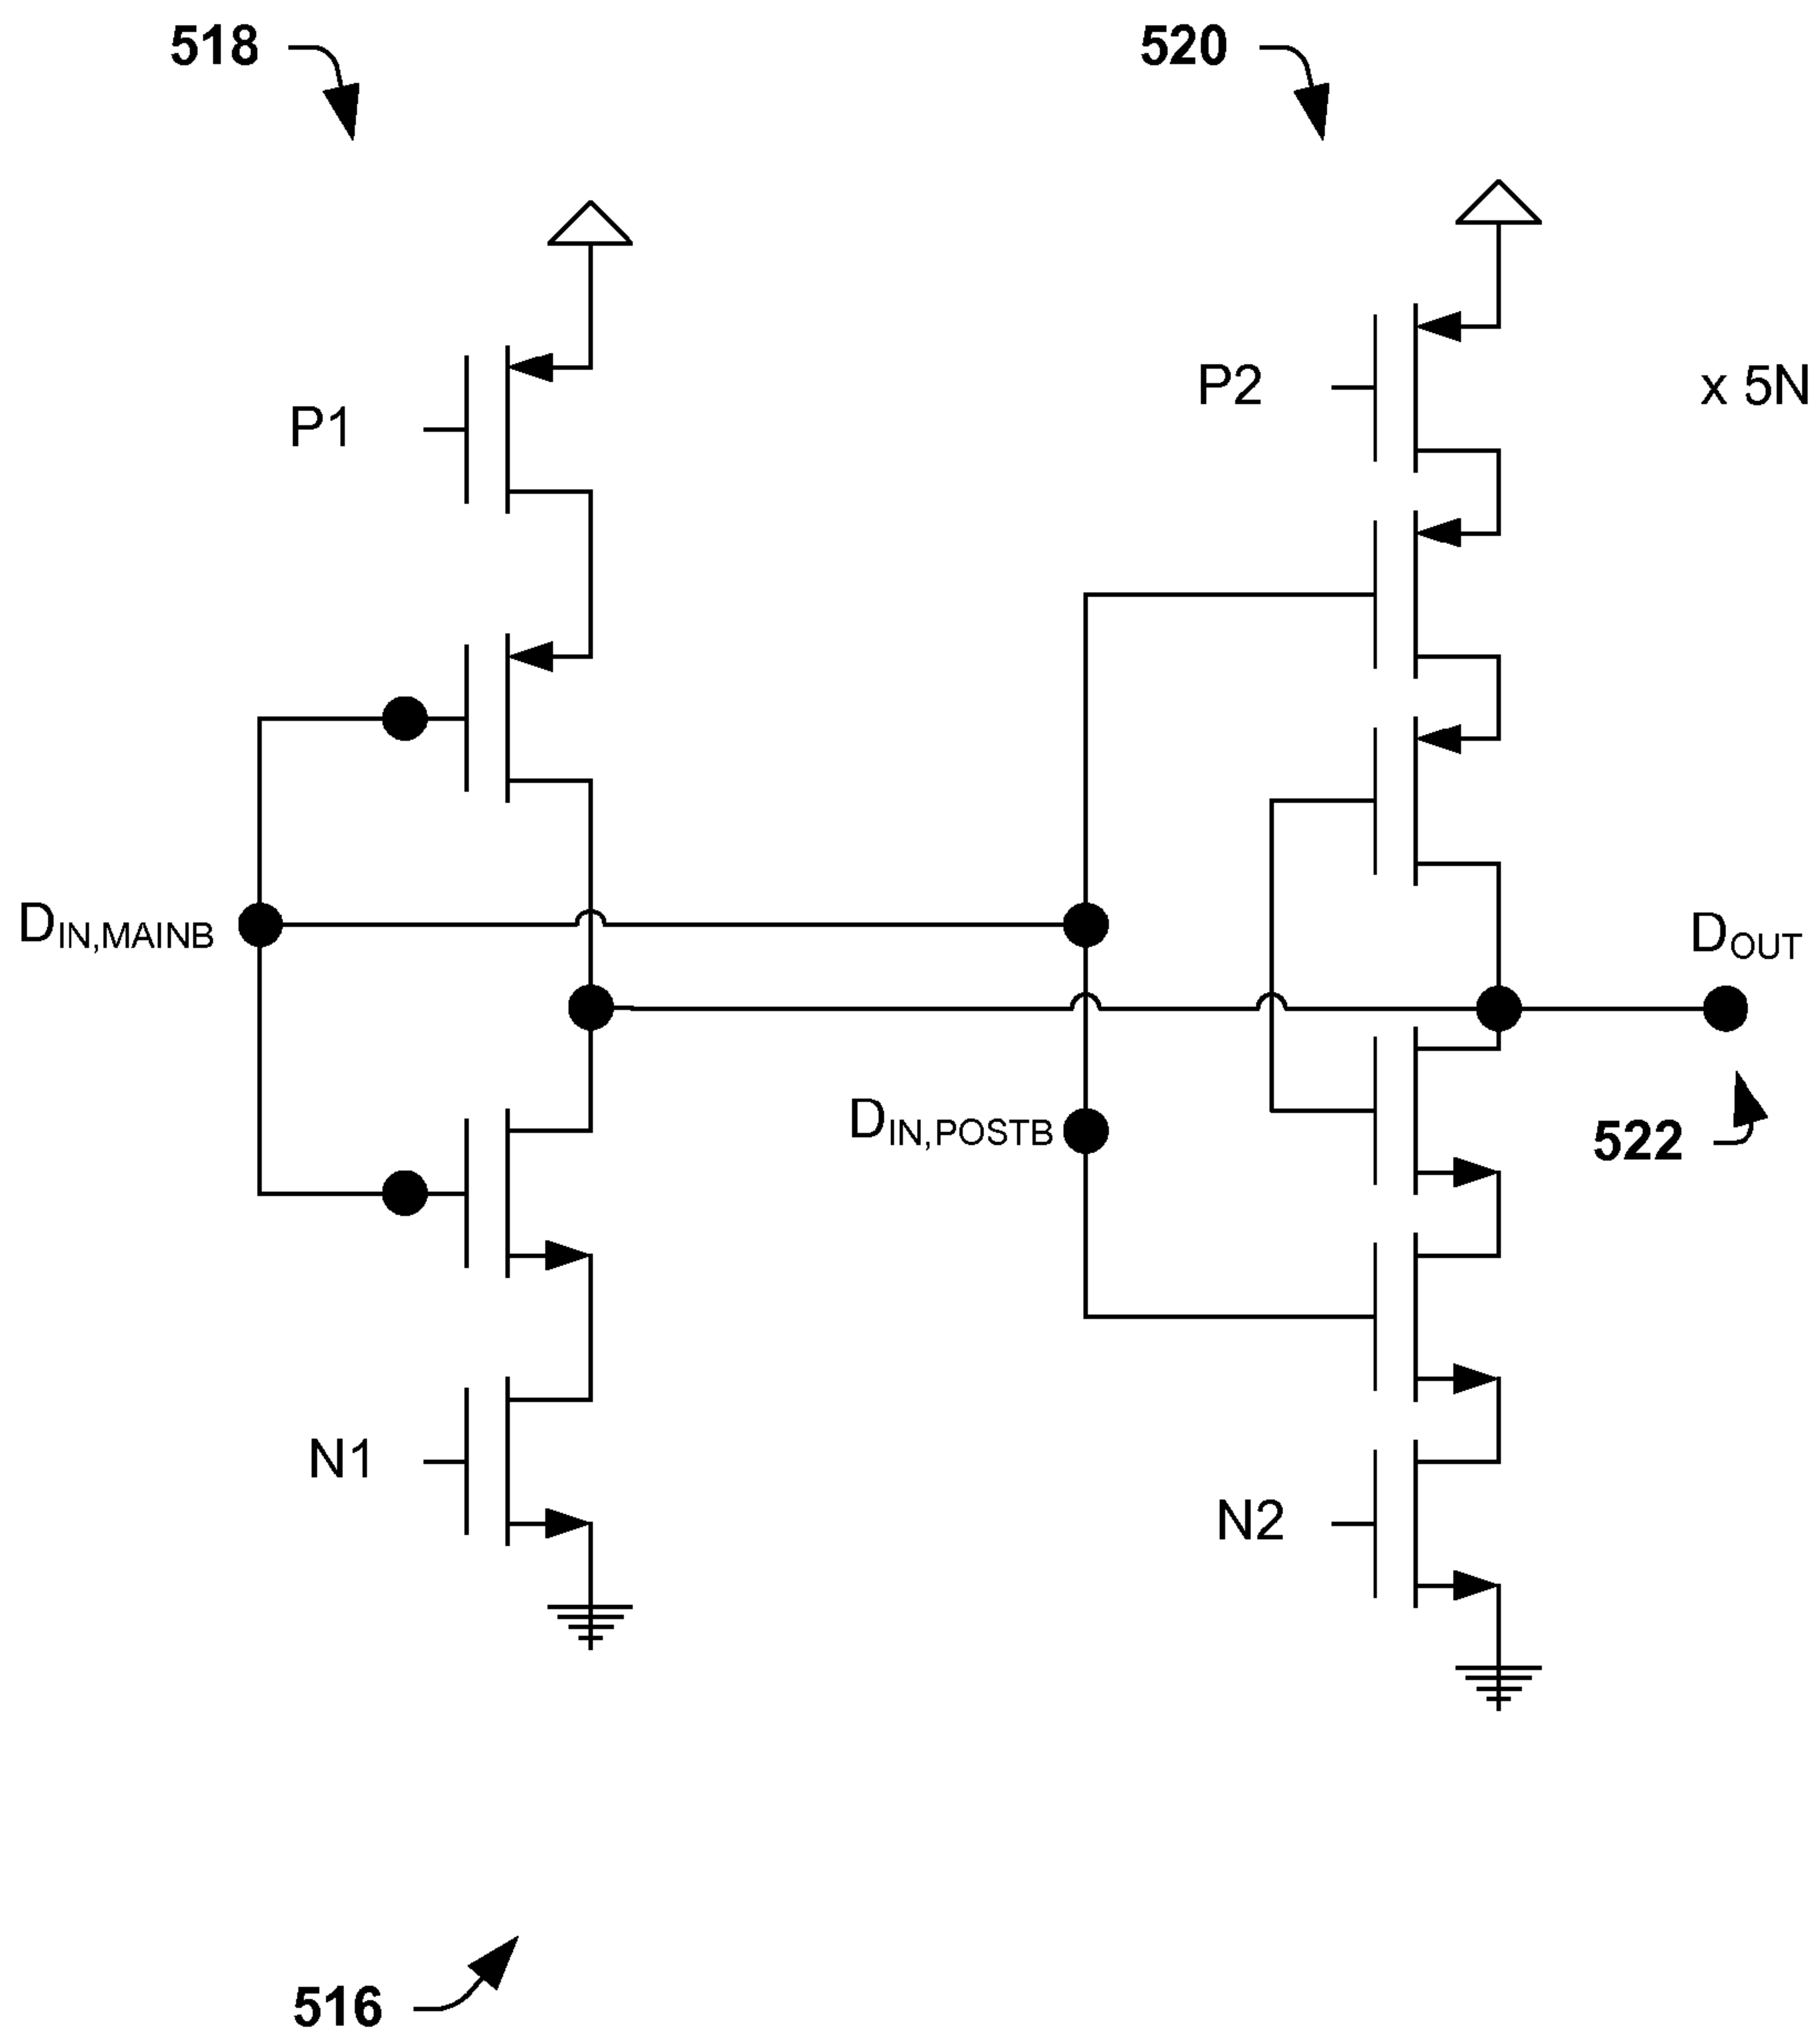 518
520
P1
P2
x 5N
DIN,MAINB
DOUT
DIN,POSTB
522
N1
N2
516